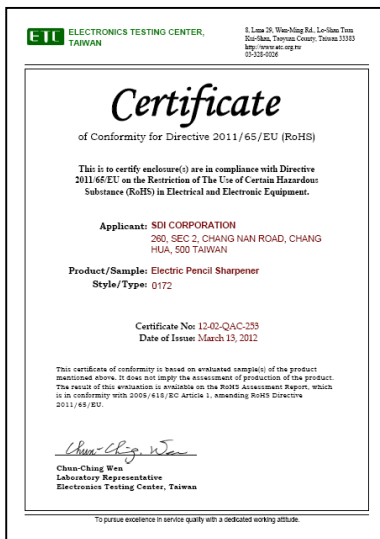 ETC ELECTRONICS TESTING CENTER,
TAIWAN
8, Lane 29, Wen-Ming Rd., Lo-Shan Tsun
Kui-Shan, Taoyuan County, Taiwan 33383
http://www.etc.org.tw
03-328-0026
Certificate
of Conformity for Directive 2011/65/EU (RoHS)
This is to certify enclosure(s) are in compliance with Directive
2011/65/EU on the Restriction of The Use of Certain Hazardous
Substance (RoHS) in Electrical and Electronic Equipment.
Applicant: SDI CORPORATION
260, SEC 2, CHANG NAN ROAD, CHANG
HUA, 500 TAIWAN
Product/Sample: Electric Pencil Sharpener
Style/Type: 0172
Certificate No: 12-02-QAC-253
Date of Issue: March 13, 2012
This certificate of conformity is based on evaluated sample(s) of the product
mentioned above. It does not imply the assessment of production of the product.
The result of this evaluation is available on the RoHS Assessment Report, which
is in conformity with 2005/618/EC Article 1, amending RoHS Directive
2011/65/EU.
Chun-Ching, Wen
Chun-Ching Wen
Laboratory Representative
Electronics Testing Center, Taiwan
To pursue excellence in service quality with a dedicated working attitude.